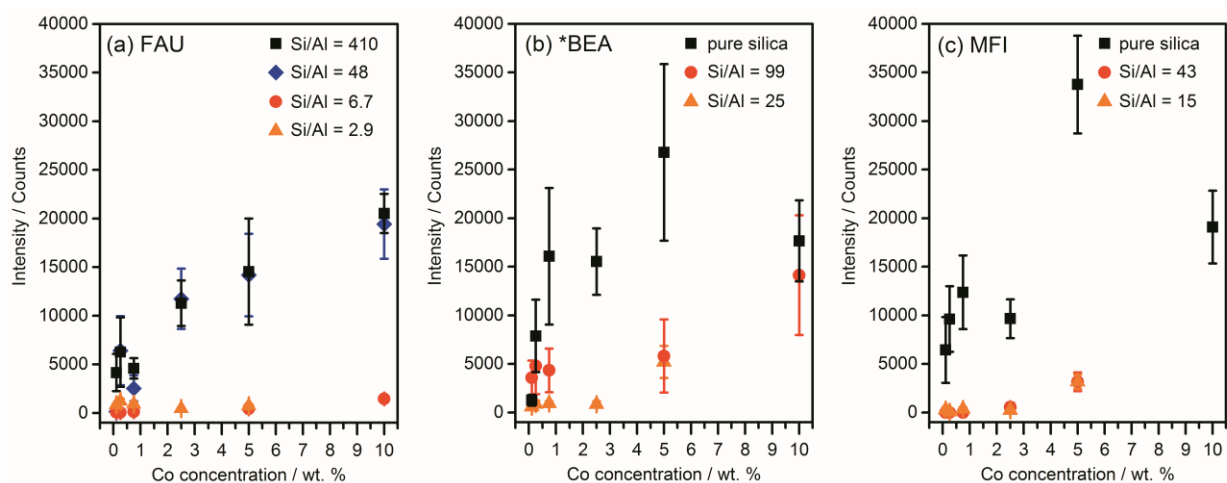 (a) FAU
Si/Al = 410
Si/Al = 48
Si/Al = 6.7
Si/Al = 2.9
40000
35000
30000
25000
20000
15000
10000
5000
0
Intensity / Counts
0 1 2 3 4 5 6 7 8 9 10
Co concentration / wt. %
(b) *BEA
pure silica
Si/Al = 99
Si/Al = 25
40000
35000
30000
25000
20000
15000
10000
5000
0
Intensity / Counts
0 1 2 3 4 5 6 7 8 9 10
Co concentration / wt. %
(c) MFI
pure silica
Si/Al = 43
Si/Al = 15
40000
35000
30000
25000
20000
15000
10000
5000
0
Intensity / Counts
0 1 2 3 4 5 6 7 8 9 10
Co concentration / wt. %